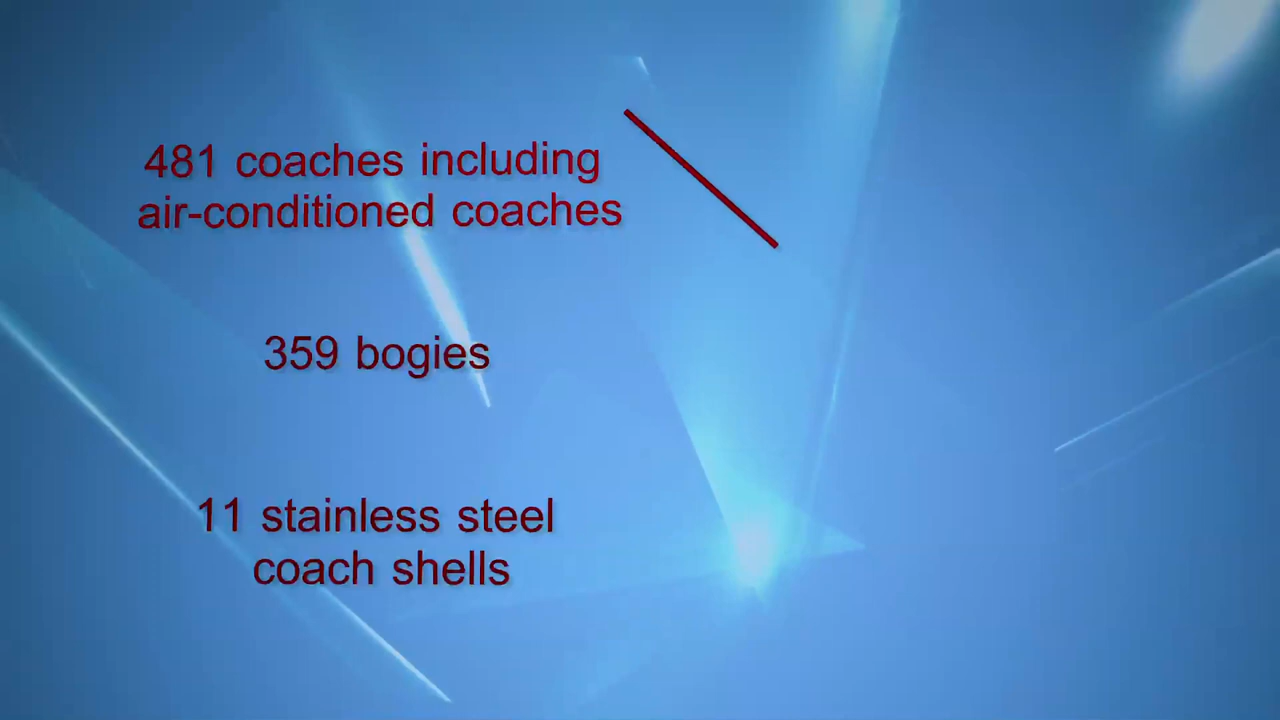 481 coaches including
air-conditioned coaches
359 bogies
11 stainless steel
coach shells